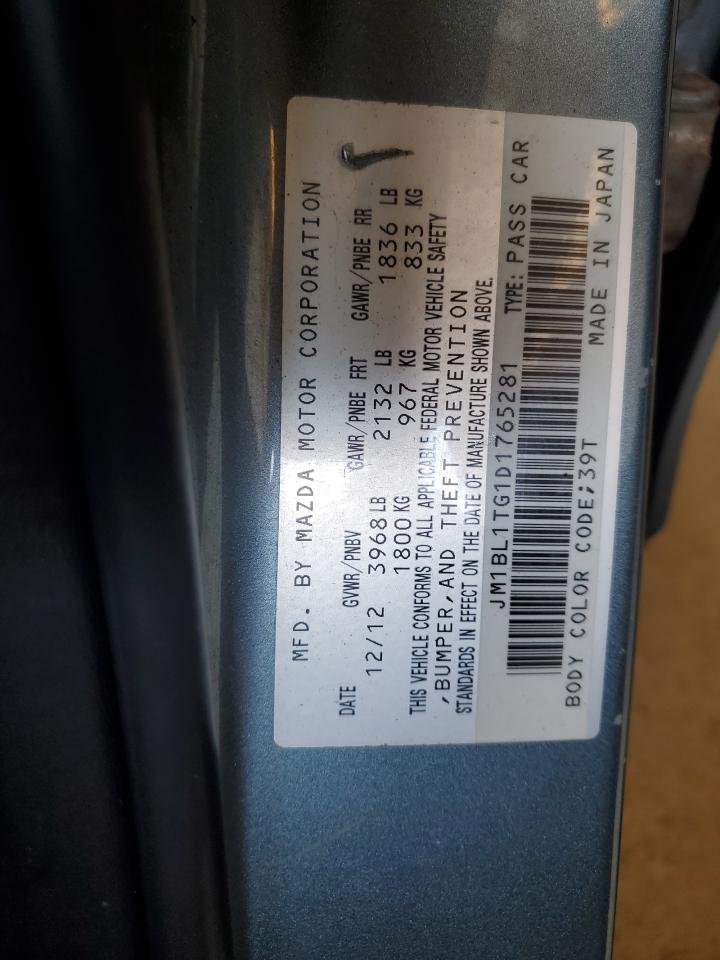 MFD. BY MAZDA MOTOR CORPORATION
DATE GVWR/PNBV GAWR/PNBE FRT GAWR/PNBE RR
12/12 3968 LB 2132 LB 1836 LB
1800 KG 967 KG 833 KG
THIS VEHICLE CONFORMS TO ALL APPLICABLE FEDERAL MOTOR VEHICLE SAFETY
,BUMPER,AND THEFT PREVENTION
STANDARDS IN EFFECT ON THE DATE OF MANUFACTURE SHOWN ABOVE.
JM1BL1TG1D1765281 TYPE: PASS CAR
BODY COLOR CODE;39T MADE IN JAPAN